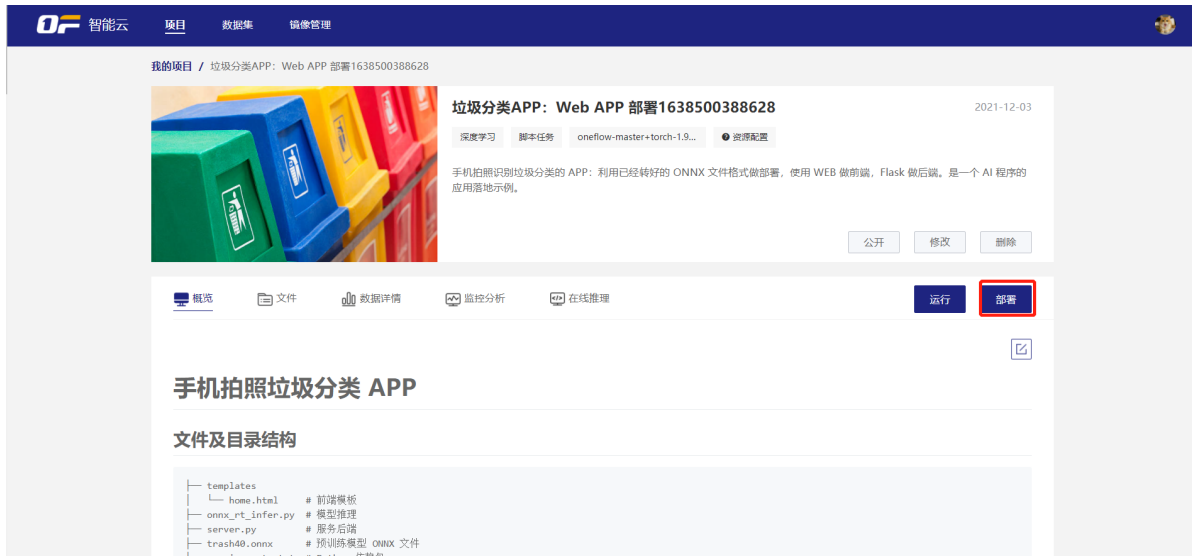 OF 智能云 项目 数据集 镜像管理
我的项目 / 垃圾分类APP：Web APP 部署1638500388628
垃圾分类APP：Web APP 部署1638500388628 2021-12-03
深度学习 脚本任务 oneflow-master+torch-1.9... 资源配置
手机拍照识别垃圾分类的 APP：利用已经转好的 ONNX 文件格式做部署，使用 WEB 做前端，Flask 做后端。是一个 AI 程序的
应用落地示例。
公开 修改 删除
概览 文件 数据详情 监控分析 在线推理 运行 部署
手机拍照垃圾分类 APP
文件及目录结构
├── templates
│   └── home.html # 前端模板
├── onnx_rt_infer.py # 模型推理
├── server.py # 服务后端
├── trash40.onnx # 预训练模型 ONNX 文件